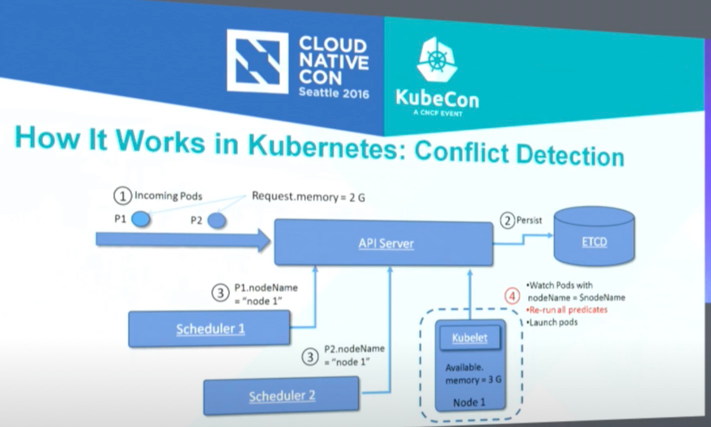 CLOUD
NATIVE
CON
Seattle 2016
KubeCon
A CNCF EVENT
How It Works in Kubernetes: Conflict Detection
1 Incoming Pods
Request.memory = 2 G
P1
P2
API Server
2 Persist
ETCD
3 P1.nodeName
= "node 1"
Scheduler 1
3 P2.nodeName
= "node 1"
Scheduler 2
4
•Watch Pods with
nodeName = $nodeName
•Re-run all predicates
•Launch pods
Kubelet
Available.
memory = 3 G
Node 1